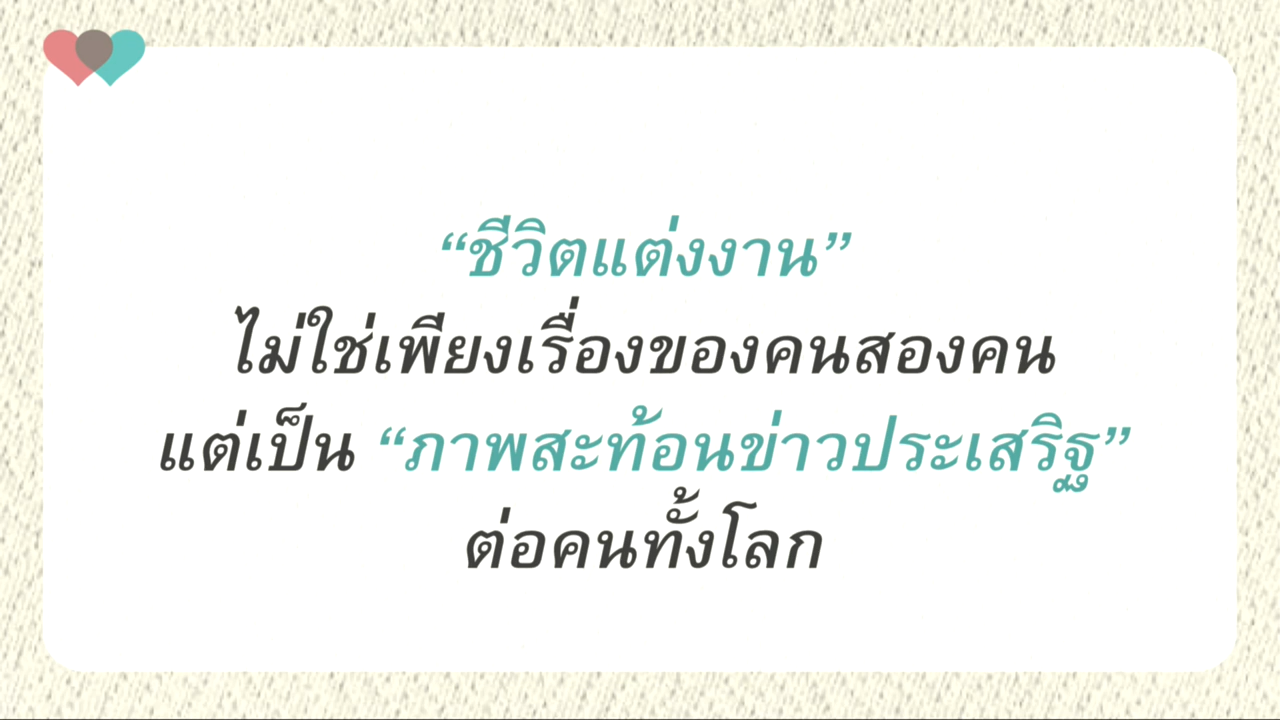 “ชีวิตแต่งงาน”
ไม่ใช่เพียงเรื่องของคนสองคน
แต่เป็น “ภาพสะท้อนข่าวประเสริฐ”
ต่อคนทั้งโลก